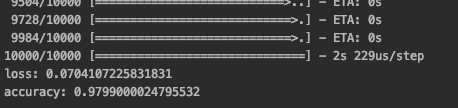 9504/10000 [============================>..] - ETA: 0s
9728/10000 [=============================>.] - ETA: 0s
9984/10000 [=============================>.] - ETA: 0s
10000/10000 [==============================] - 2s 229us/step
loss: 0.0704107225831831
accuracy: 0.9799000024795532